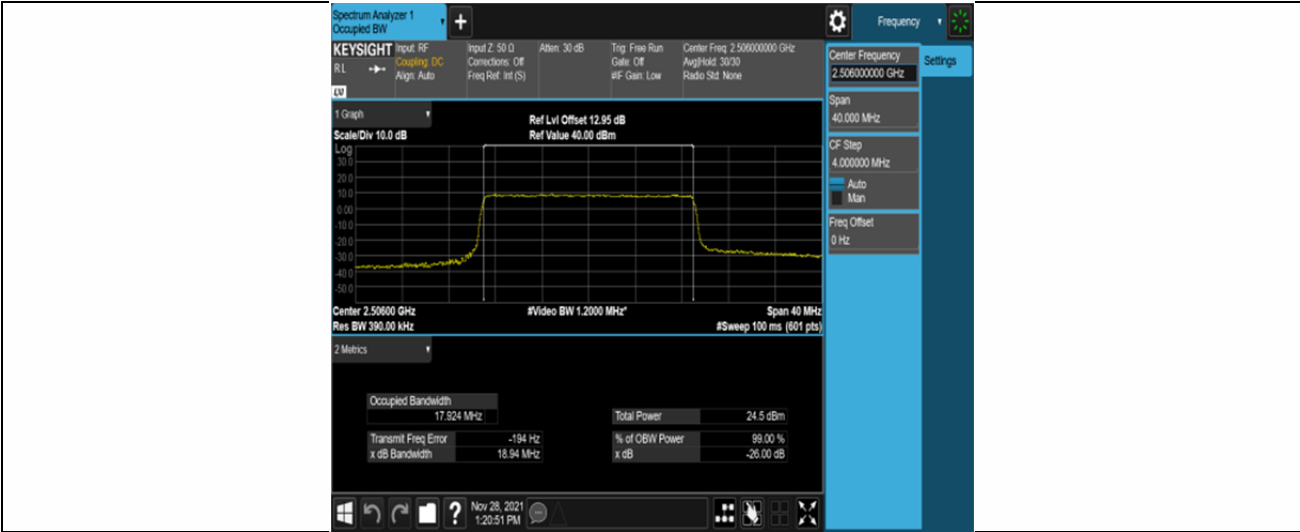 Spectrum Analyzer 1
Occupied BW
Frequency
KEYSIGHT
RL
Input: RF
Coupling: DC
Align: Auto
Input Z: 50 Ω
Corrections: Off
Freq Ref: Int (S)
Atten: 30 dB
Trig: Free Run
Gate: Off
#IF Gain: Low
Center Freq: 2.506000000 GHz
Avg|Hold: 30/30
Radio Std: None
1 Graph
Scale/Div 10.0 dB
Ref Lvl Offset 12.95 dB
Ref Value 40.00 dBm
Log
30.0
20.0
10.0
0.00
-10.0
-20.0
-30.0
-40.0
-50.0
Center 2.50600 GHz
Res BW 390.00 kHz
#Video BW 1.2000 MHz*
Span 40 MHz
#Sweep 100 ms (601 pts)
2 Metrics
Occupied Bandwidth
17.924 MHz
Transmit Freq Error -194 Hz
x dB Bandwidth 18.94 MHz
Total Power 24.5 dBm
% of OBW Power 99.00 %
x dB -26.00 dB
Nov 28, 2021
1:20:51 PM
Center Frequency
2.506000000 GHz
Span
40.000 MHz
CF Step
4.000000 MHz
Auto
Man
Freq Offset
0 Hz
Settings